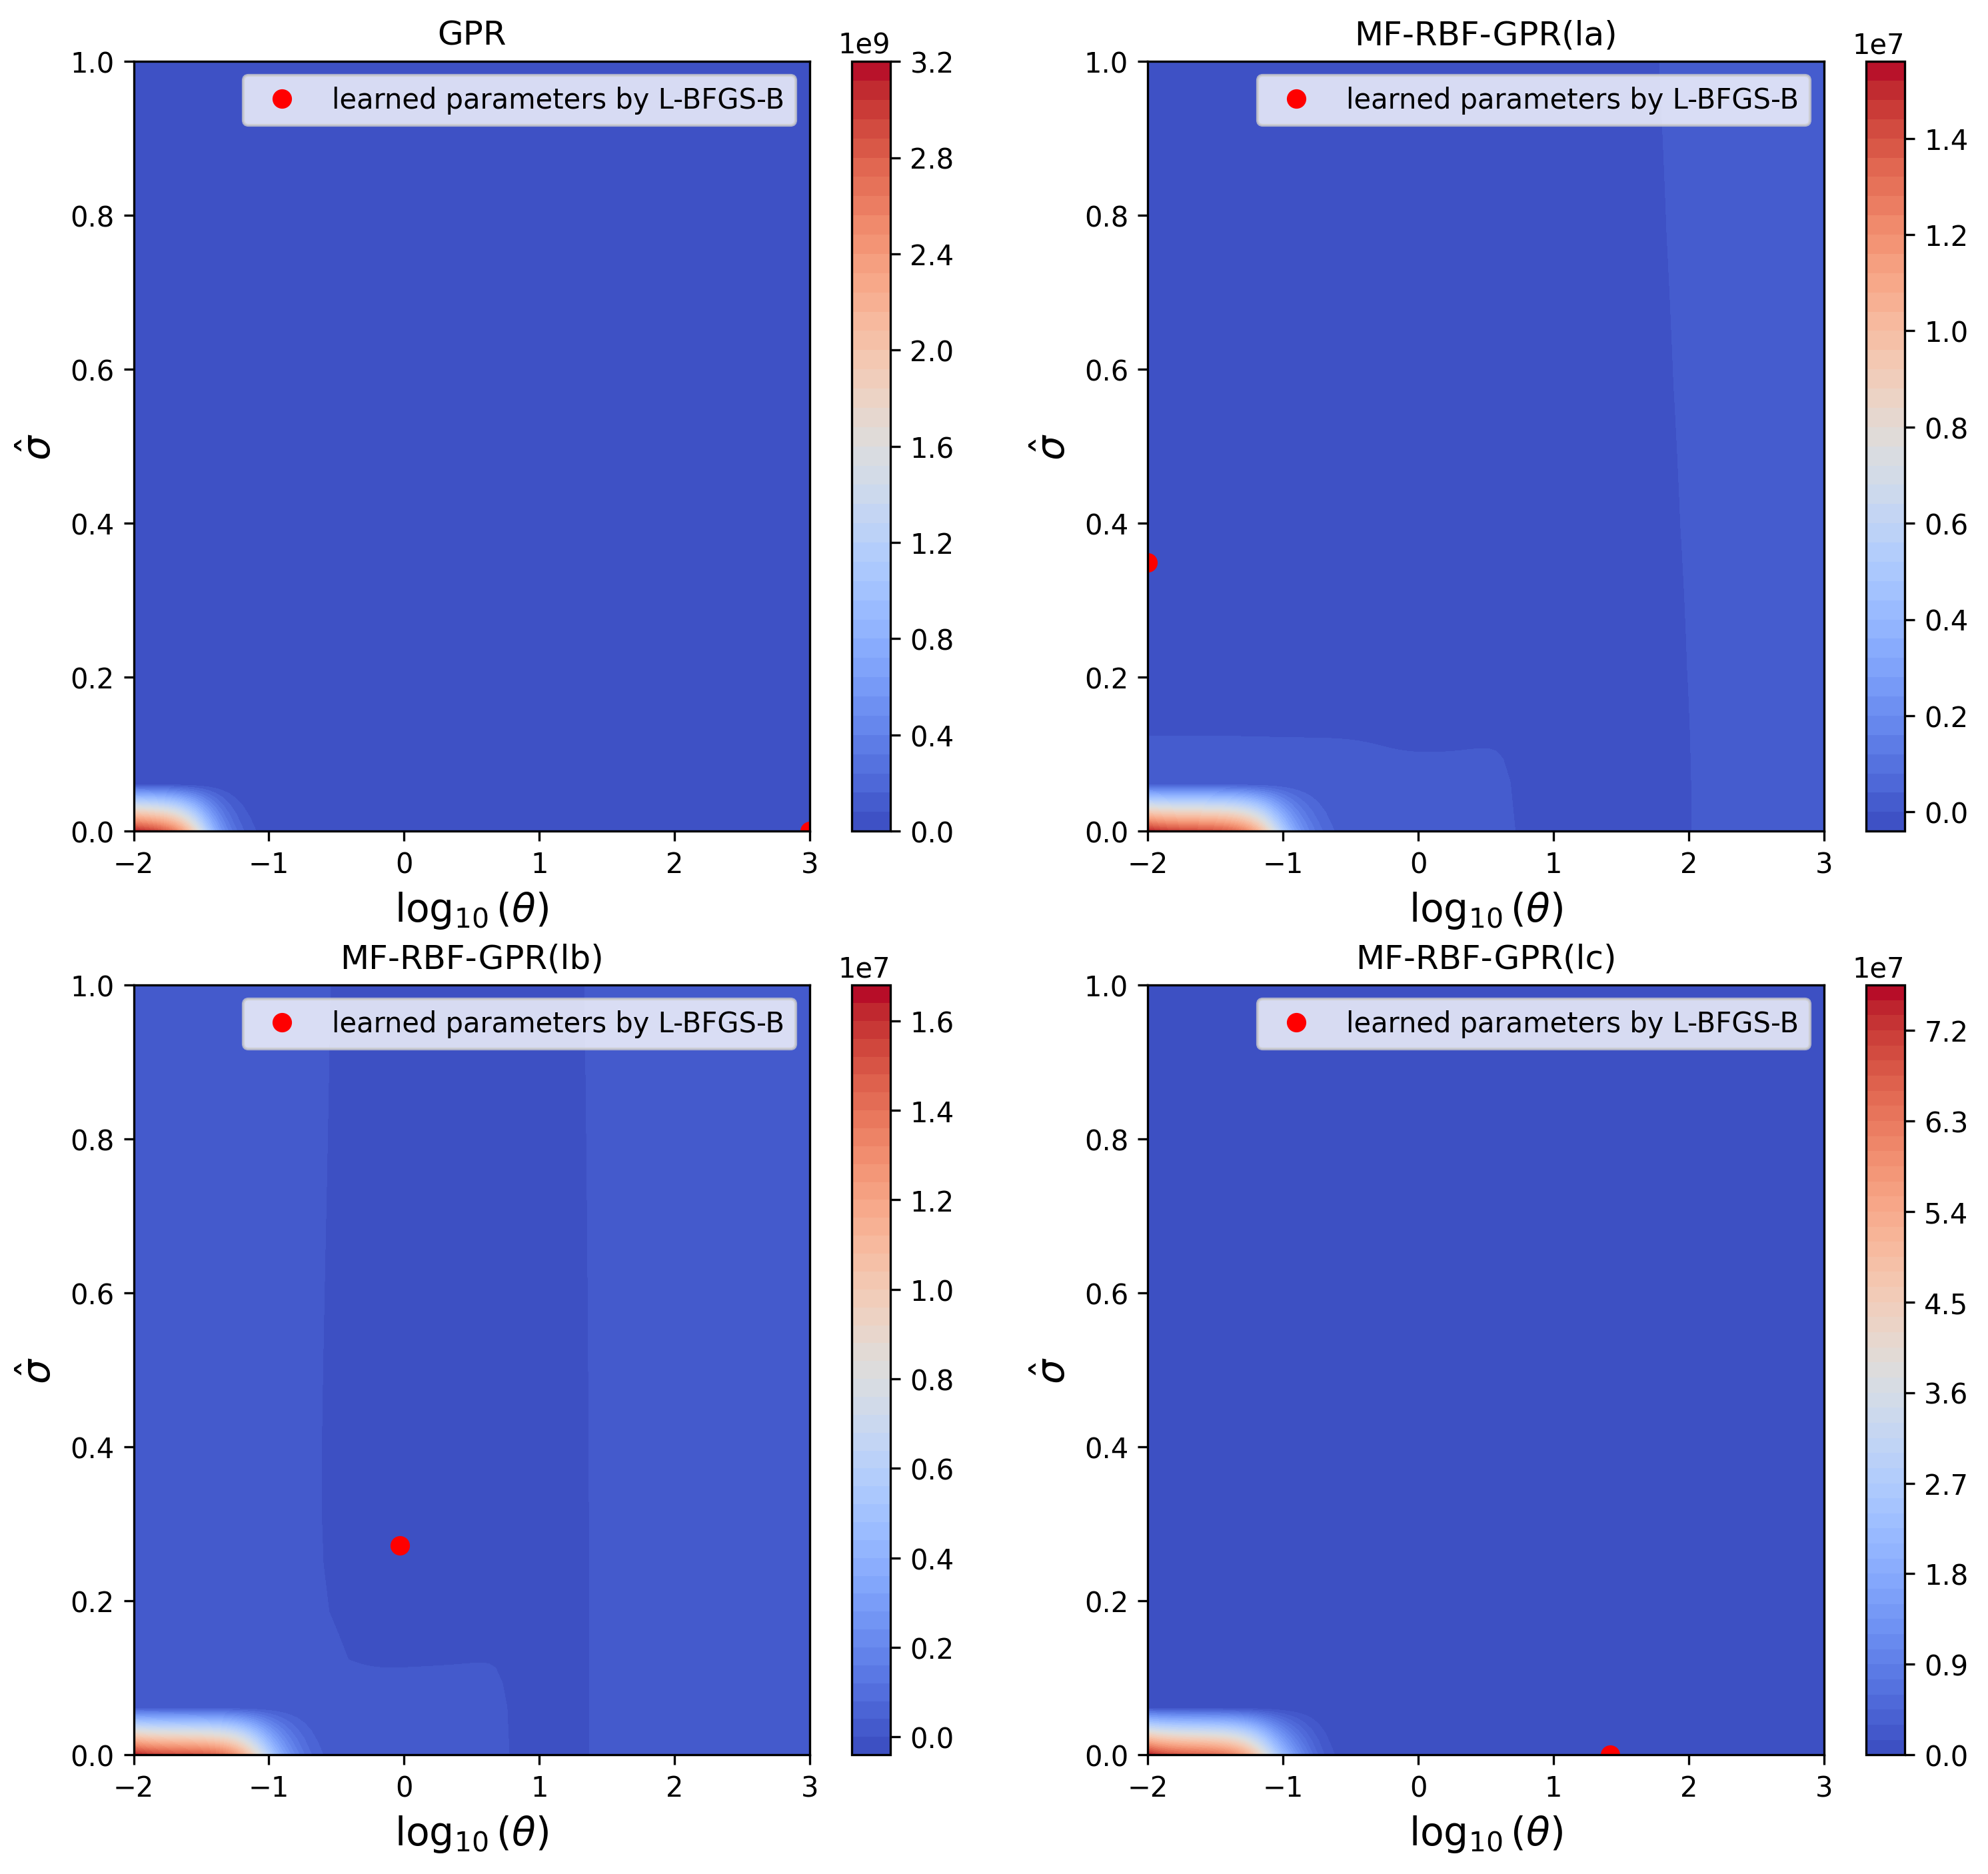 GPR
1e9
learned parameters by L-BFGS-B
1.0
0.8
0.6
0.4
0.2
0.0
σ̂
−2 −1 0 1 2 3
log₁₀(θ)
3.2
2.8
2.4
2.0
1.6
1.2
0.8
0.4
0.0
MF-RBF-GPR(la)
1e7
learned parameters by L-BFGS-B
1.0
0.8
0.6
0.4
0.2
0.0
σ̂
−2 −1 0 1 2 3
log₁₀(θ)
1.4
1.2
1.0
0.8
0.6
0.4
0.2
0.0
MF-RBF-GPR(lb)
1e7
learned parameters by L-BFGS-B
1.0
0.8
0.6
0.4
0.2
0.0
σ̂
−2 −1 0 1 2 3
log₁₀(θ)
1.6
1.4
1.2
1.0
0.8
0.6
0.4
0.2
0.0
MF-RBF-GPR(lc)
1e7
learned parameters by L-BFGS-B
1.0
0.8
0.6
0.4
0.2
0.0
σ̂
−2 −1 0 1 2 3
log₁₀(θ)
7.2
6.3
5.4
4.5
3.6
2.7
1.8
0.9
0.0